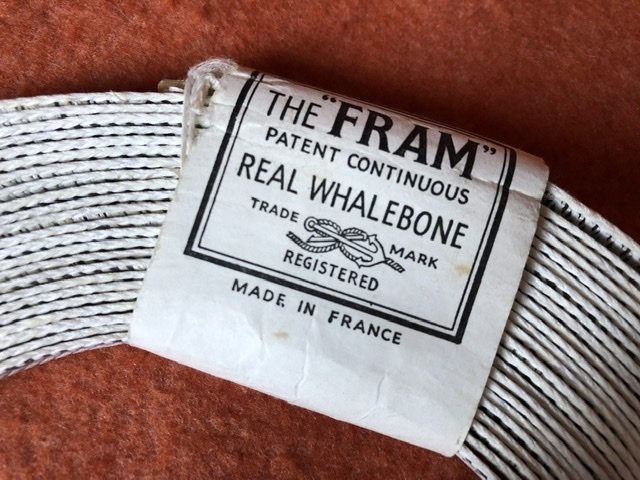 THE "FRAM"
PATENT CONTINUOUS
REAL WHALEBONE
TRADE MARK
REGISTERED
MADE IN FRANCE